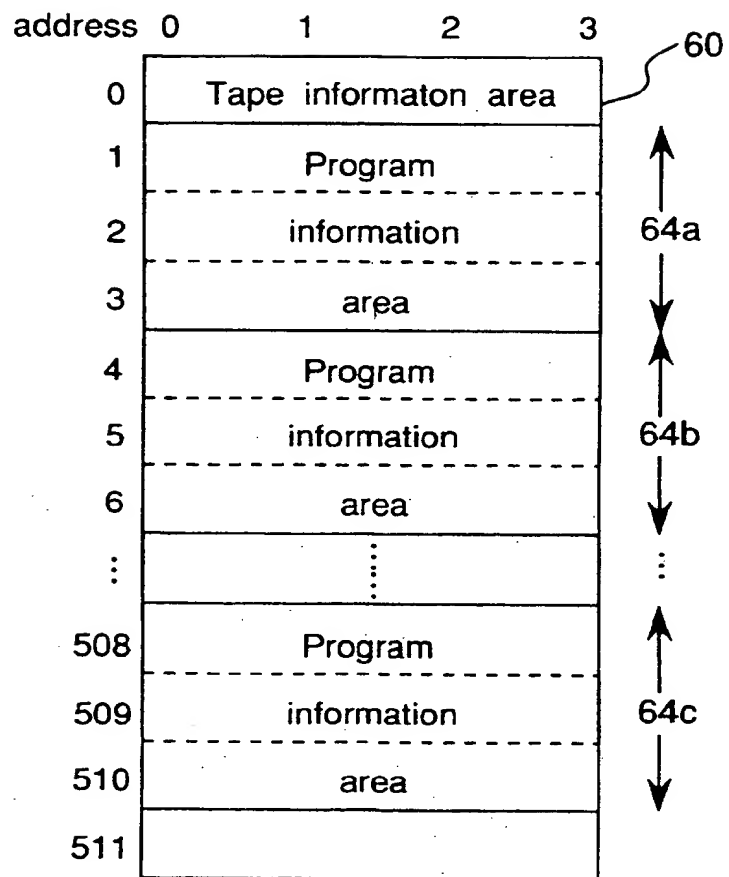 address 0 1 2 3
60
0 Tape informaton area
1 Program
2 information 64a
3 area
4 Program
5 information 64b
6 area
⋮ ⋮ ⋮
508 Program
509 information 64c
510 area
511